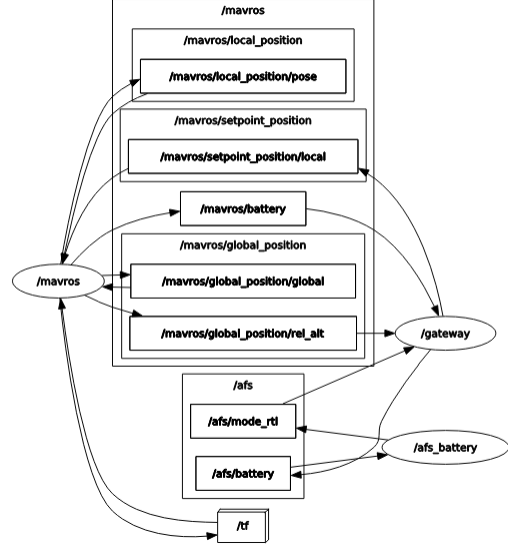 /mavros
/mavros/local_position
/mavros/local_position/pose
/mavros/setpoint_position
/mavros/setpoint_position/local
/mavros/battery
/mavros/global_position
/mavros
/mavros/global_position/global
/mavros/global_position/rel_alt
/gateway
/afs
/afs/mode_rtl
/afs_battery
/afs/battery
/tf